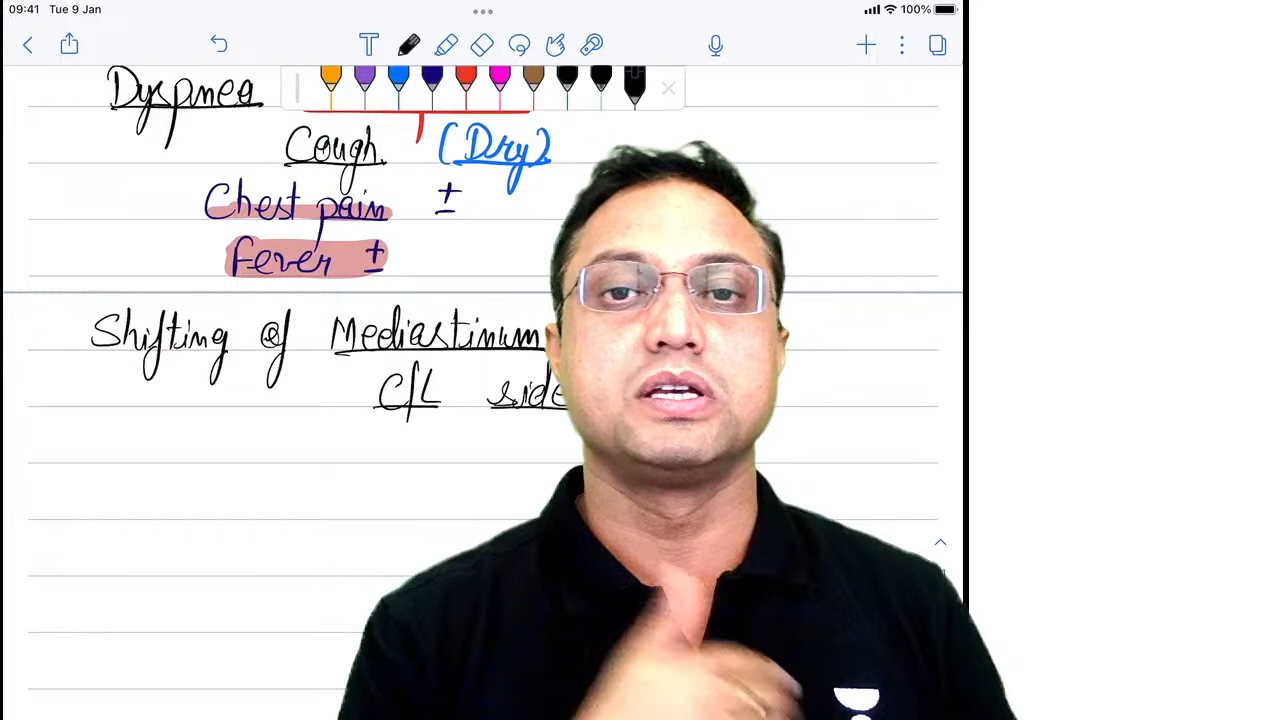 09:41 Tue 9 Jan 100%
Dyspnea
Cough. (Dry).
Chest pain ±
Fever ±
Shifting of Mediastinum
C/L side